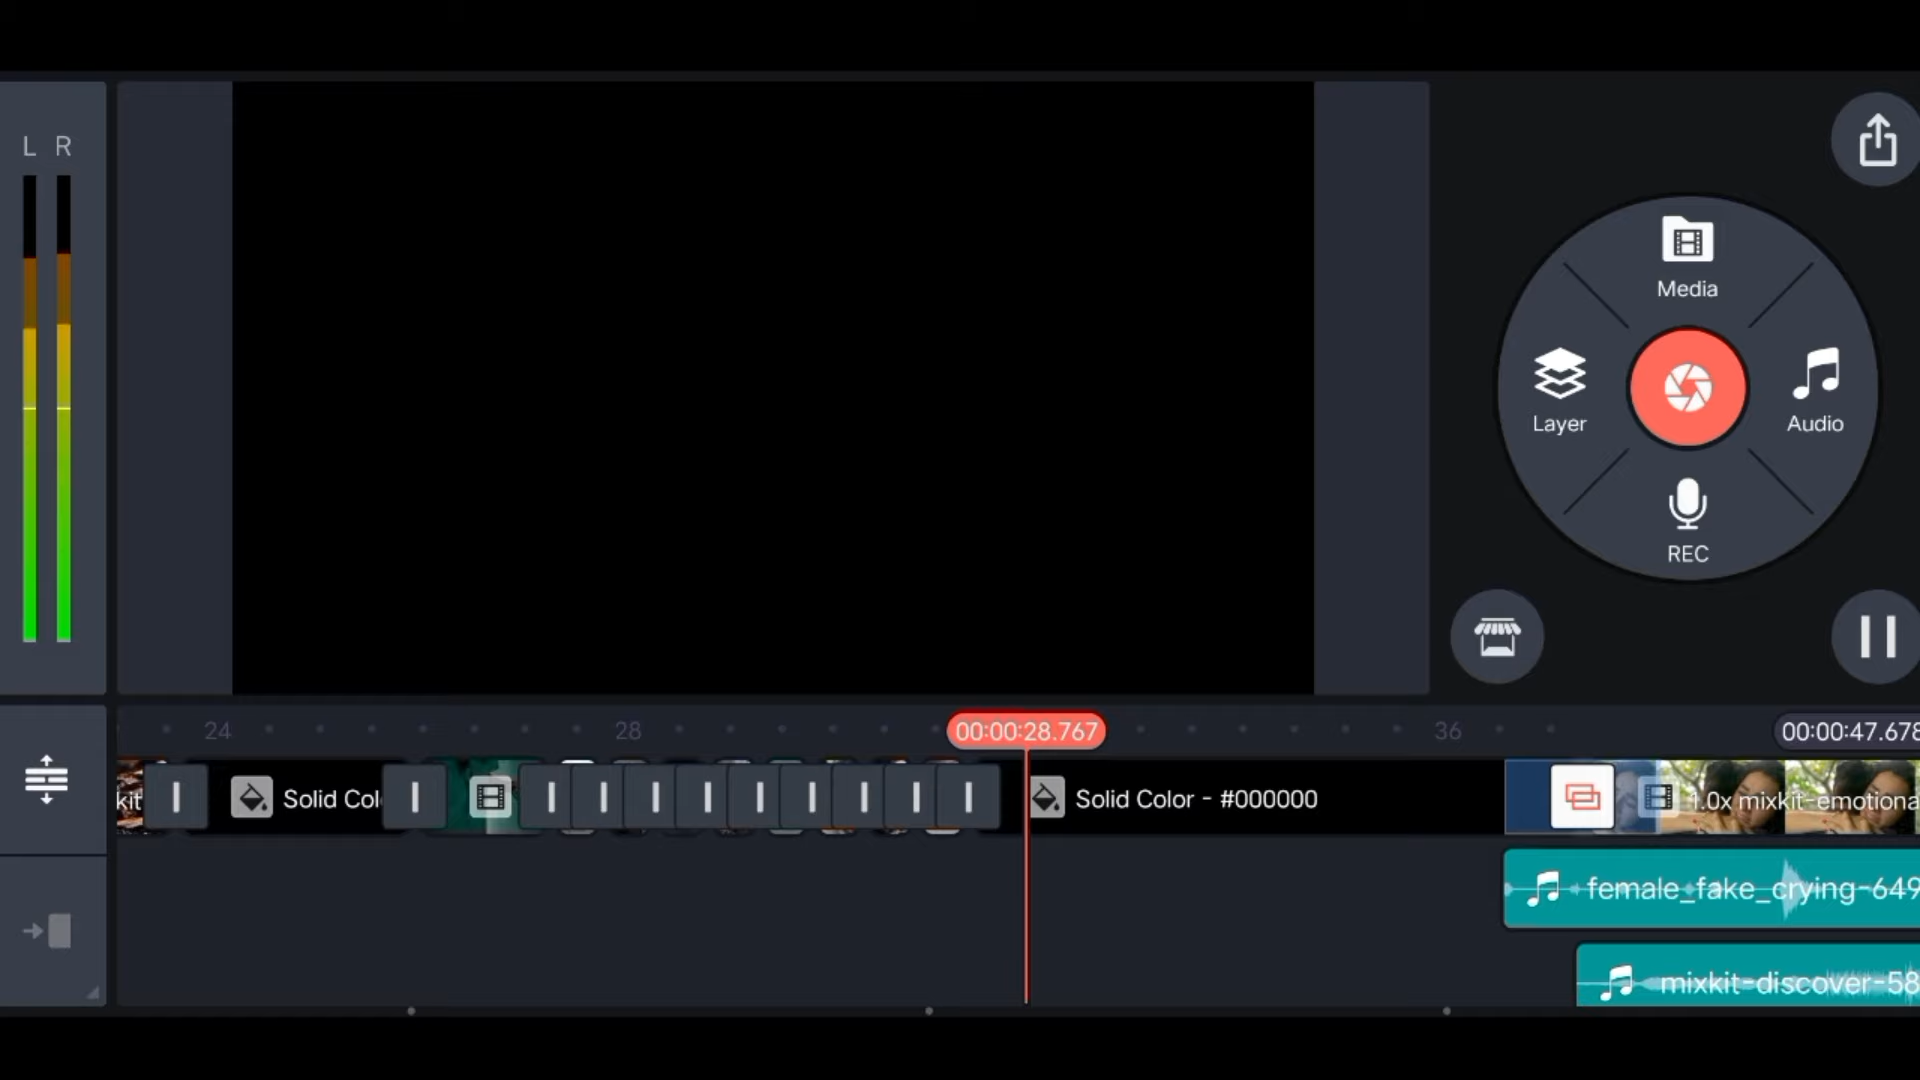 L R
Media
Layer
Audio
REC
24
28
00:00:28.767
36
00:00:47.678
kit
Solid Col
Solid Color - #000000
1.0x mixkit-emotiona
female_fake_crying-649
mixkit-discover-58